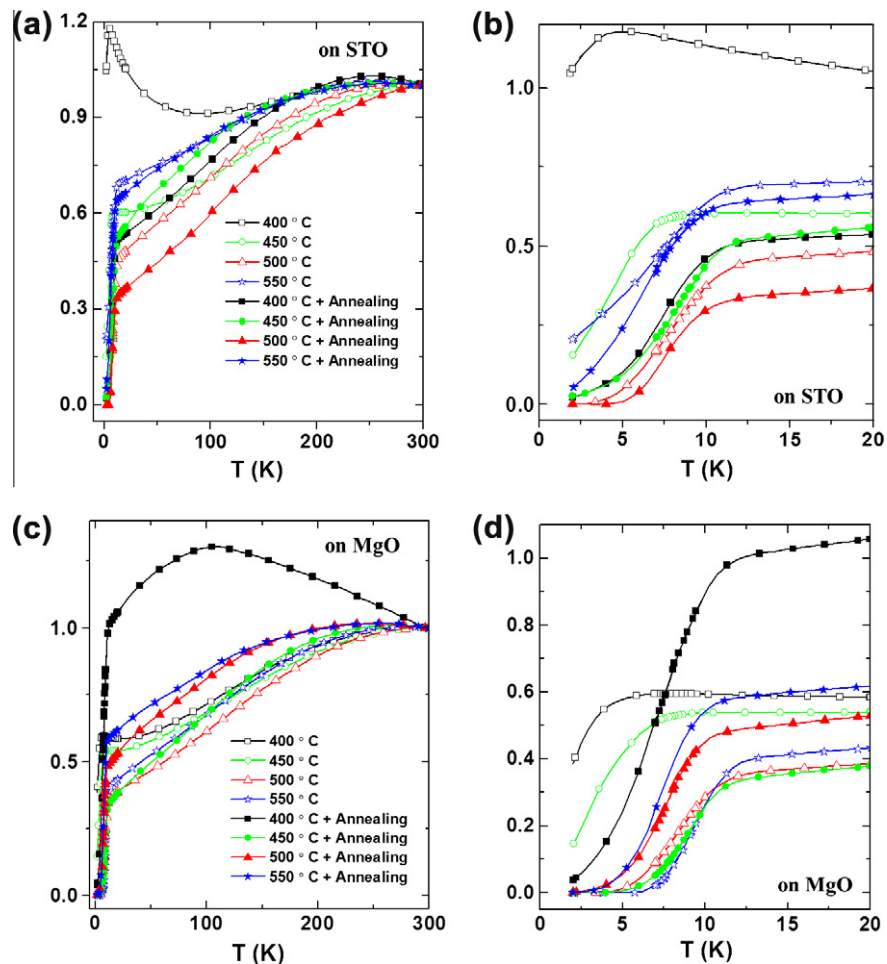 (a)
on STO
1.2
0.9
0.6
0.3
0.0
400 ° C
450 ° C
500 ° C
550 ° C
400 ° C + Annealing
450 ° C + Annealing
500 ° C + Annealing
550 ° C + Annealing
0 100 200 300
T (K)
(b)
1.0
0.5
0.0
on STO
0 5 10 15 20
T (K)
(c)
on MgO
1.0
0.5
0.0
400 ° C
450 ° C
500 ° C
550 ° C
400 ° C + Annealing
450 ° C + Annealing
500 ° C + Annealing
550 ° C + Annealing
0 100 200 300
T (K)
(d)
1.0
0.8
0.6
0.4
0.2
0.0
on MgO
0 5 10 15 20
T (K)